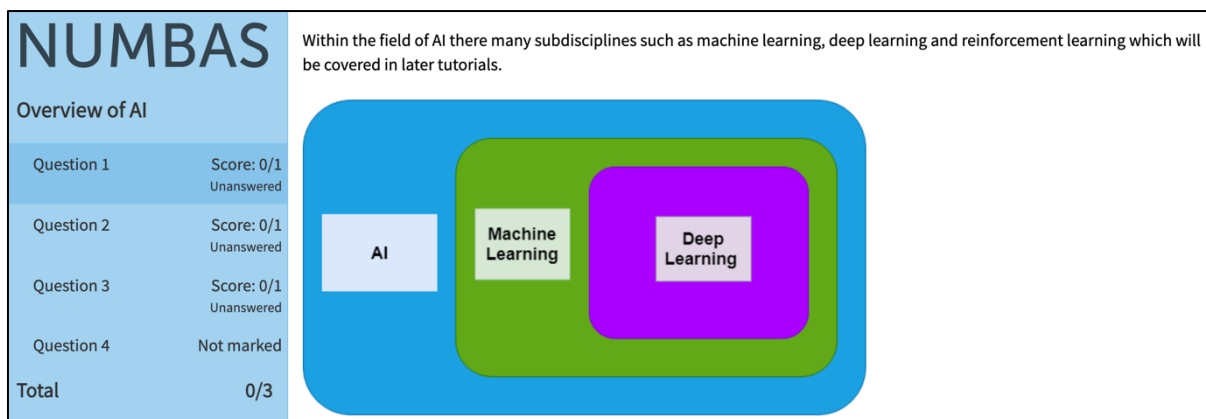 NUMBAS
Overview of AI
Question 1 Score: 0/1
Unanswered
Question 2 Score: 0/1
Unanswered
Question 3 Score: 0/1
Unanswered
Question 4 Not marked
Total 0/3
Within the field of AI there many subdisciplines such as machine learning, deep learning and reinforcement learning which will
be covered in later tutorials.
AI
Machine
Learning
Deep
Learning